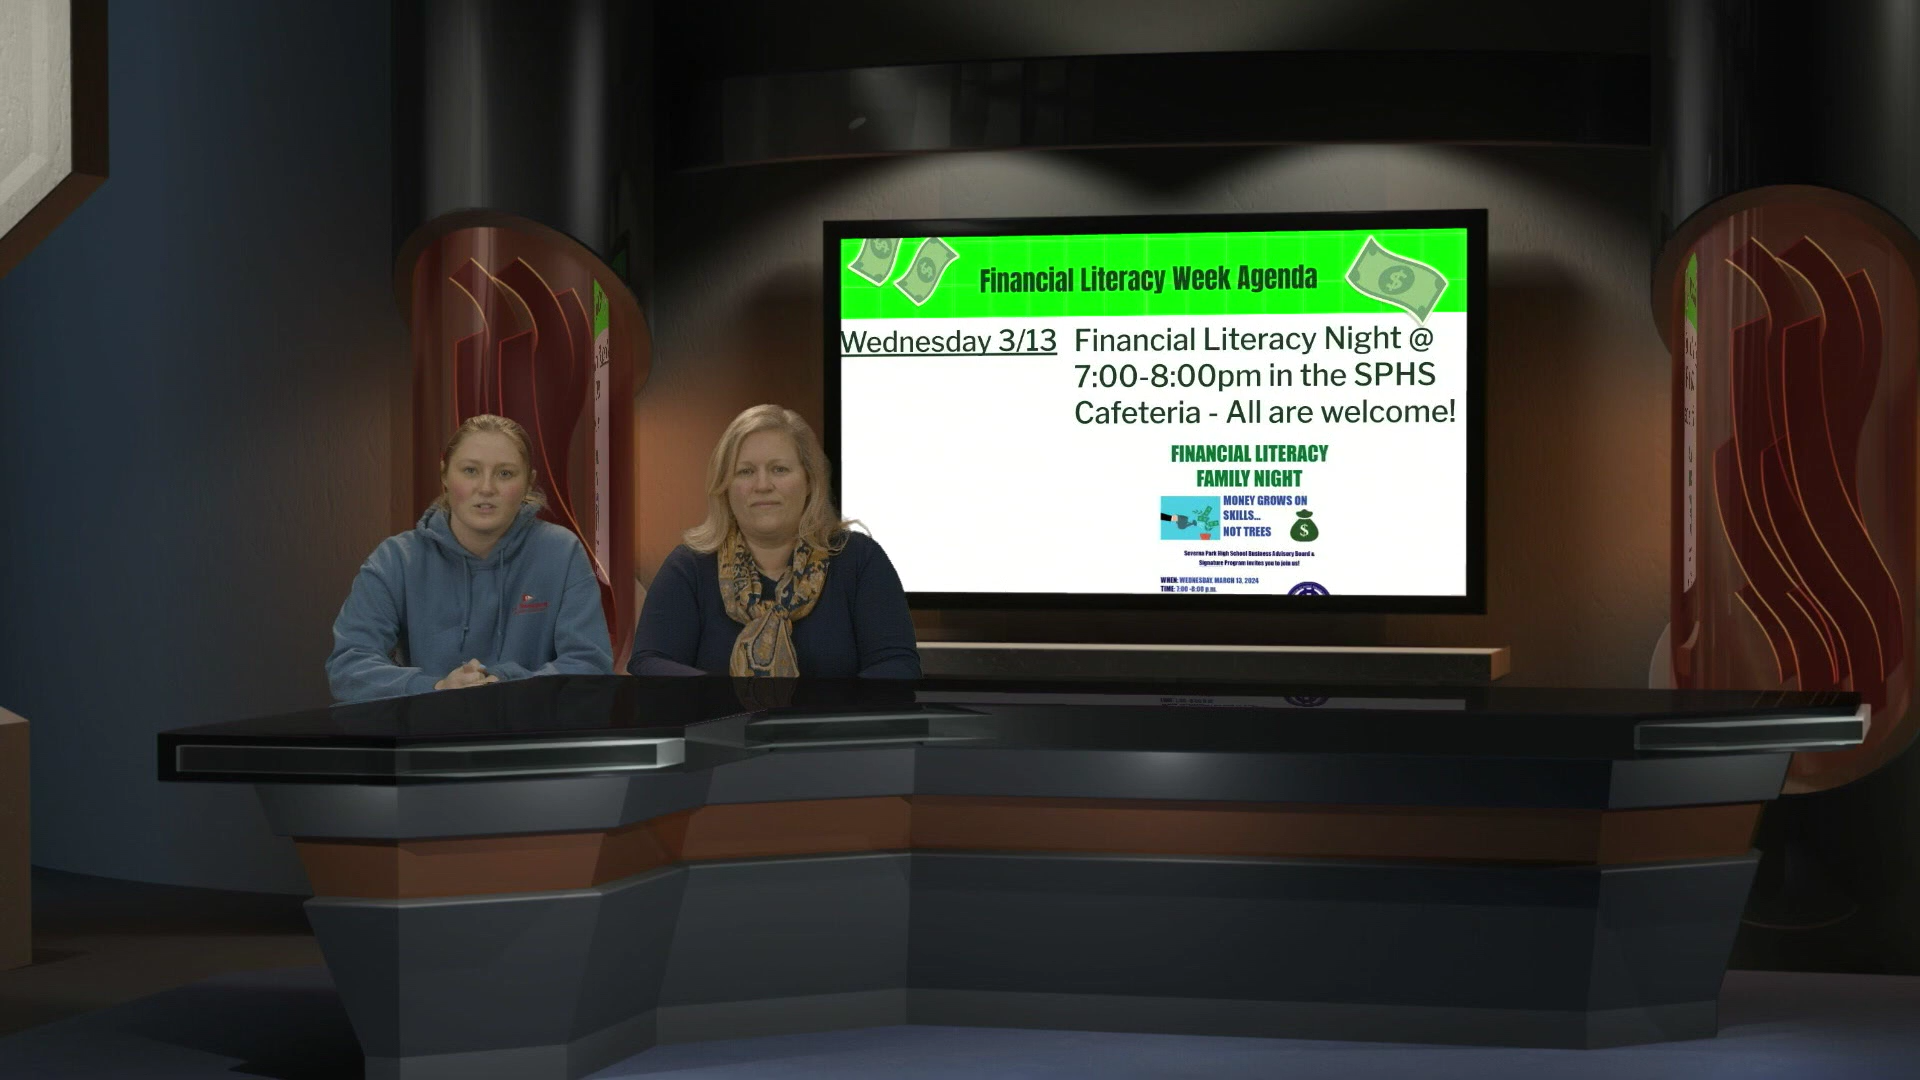 Financial Literacy Week Agenda
Wednesday 3/13
Financial Literacy Night @
7:00-8:00pm in the SPHS
Cafeteria - All are welcome!
FINANCIAL LITERACY
FAMILY NIGHT
MONEY GROWS ON
SKILLS...
NOT TREES
Severna Park High School Business Advisory Board &
Signature Program invites you to join us!
WHEN: WEDNESDAY, MARCH 13, 2024
TIME: 7:00 -8:00 p.m.